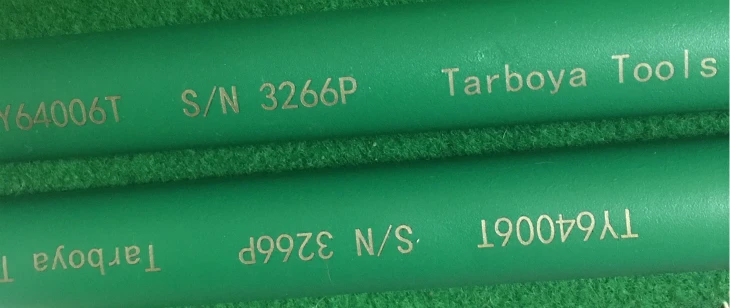 Y64006T S/N 3266P Tarboya Tools
TY64006T S/N 3266P Tarboya T